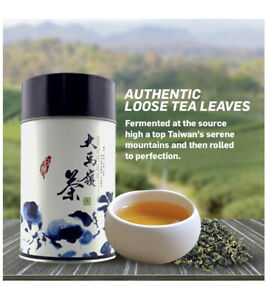 AUTHENTIC
LOOSE TEA LEAVES
Fermented at the source
high a top Taiwan's serene
mountains and then rolled
to perfection.
大禹嶺
茶